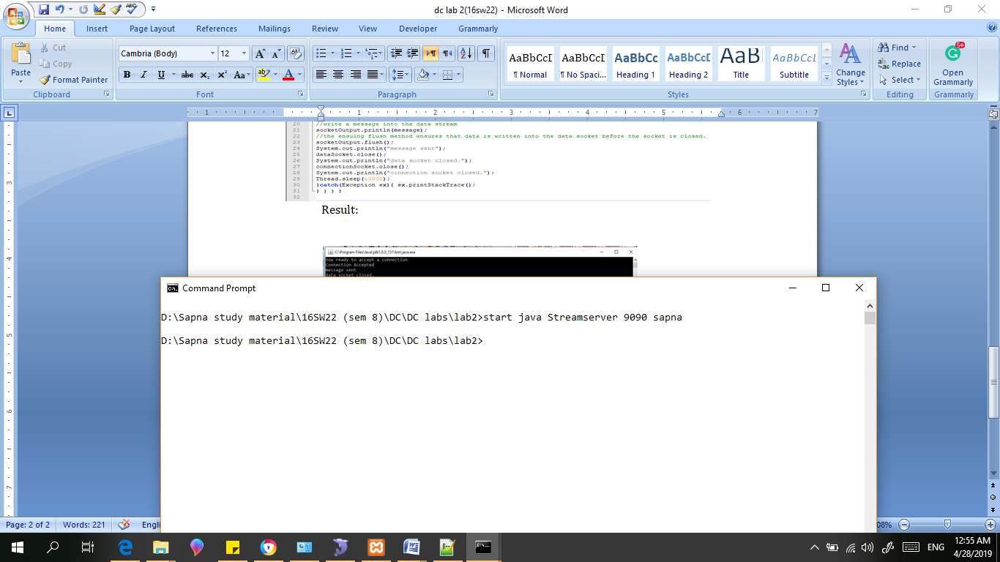 dc lab 2(16sw22) - Microsoft Word
Home Insert Page Layout References Mailings Review View Developer Grammarly
Paste
Cut
Copy
Format Painter
Clipboard
Cambria (Body) 12
Font
Paragraph
AaBbCcI AaBbCcI AaBbCc AaBbCc AaB AaBbCcL
¶ Normal ¶ No Spaci... Heading 1 Heading 2 Title Subtitle
Styles
Change Styles
Find
Replace
Select
Editing
Open Grammarly
Grammarly
1 1 2 3 4 5 6 7
20 //write a message into the data stream
21 socketOutput.println(message);
22 //the ensuing flush method ensures that data is written into the data socket before the socket is closed.
23 socketOutput.flush();
24 System.out.println("message sent");
25 dataSocket.close();
26 System.out.println("data socket closed.");
27 connectionSocket.close();
28 System.out.println("connection socket closed.");
29 Thread.sleep(10000);
30 }catch(Exception ex){ ex.printStackTrace();
31 } } } }
32
Result:
C:\Program Files\Java\jdk1.8.0_151\bin\java.exe
now ready to accept a connection
Connection Accepted
message sent
data socket closed.
Command Prompt
D:\Sapna study material\16SW22 (sem 8)\DC\DC labs\lab2>start java Streamserver 9090 sapna
D:\Sapna study material\16SW22 (sem 8)\DC\DC labs\lab2>
3
4
5
6
7
Page: 2 of 2 Words: 221 Engli 08%
ENG 12:55 AM
4/28/2019